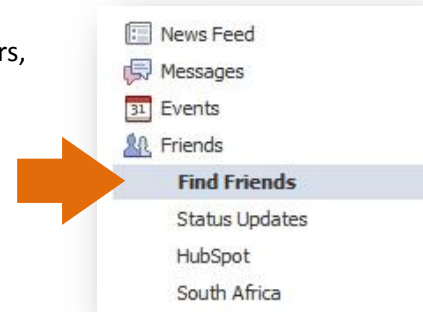 rs,
News Feed
Messages
31 Events
Friends
Find Friends
Status Updates
HubSpot
South Africa